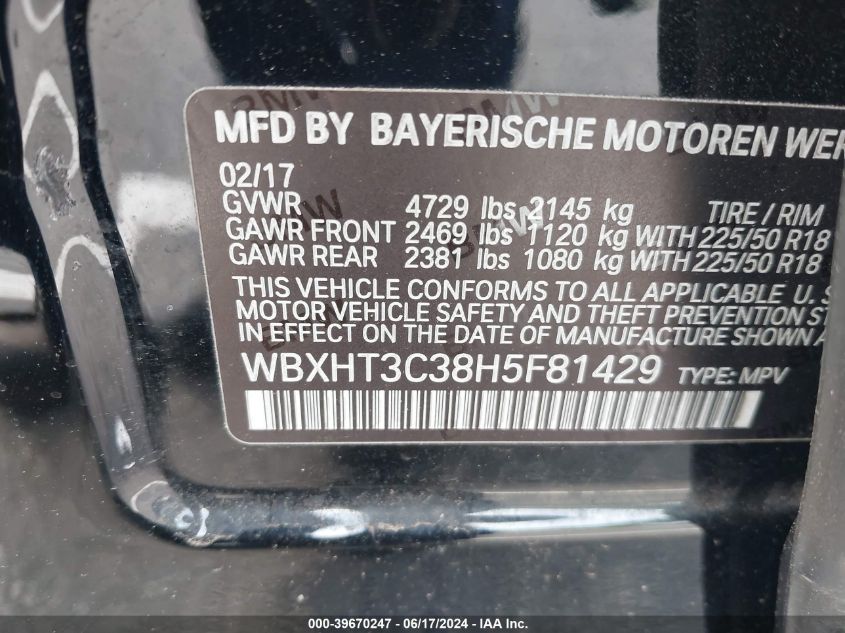 MFD BY BAYERISCHE MOTOREN WER
02/17
GVWR 4729 lbs 2145 kg TIRE / RIM
GAWR FRONT 2469 lbs 1120 kg WITH 225/50 R18
GAWR REAR 2381 lbs 1080 kg WITH 225/50 R18
THIS VEHICLE CONFORMS TO ALL APPLICABLE U. S
MOTOR VEHICLE SAFETY AND THEFT PREVENTION ST
IN EFFECT ON THE DATE OF MANUFACTURE SHOWN A
WBXHT3C38H5F81429 TYPE: MPV
000-39670247 - 06/17/2024 - IAAI.COM